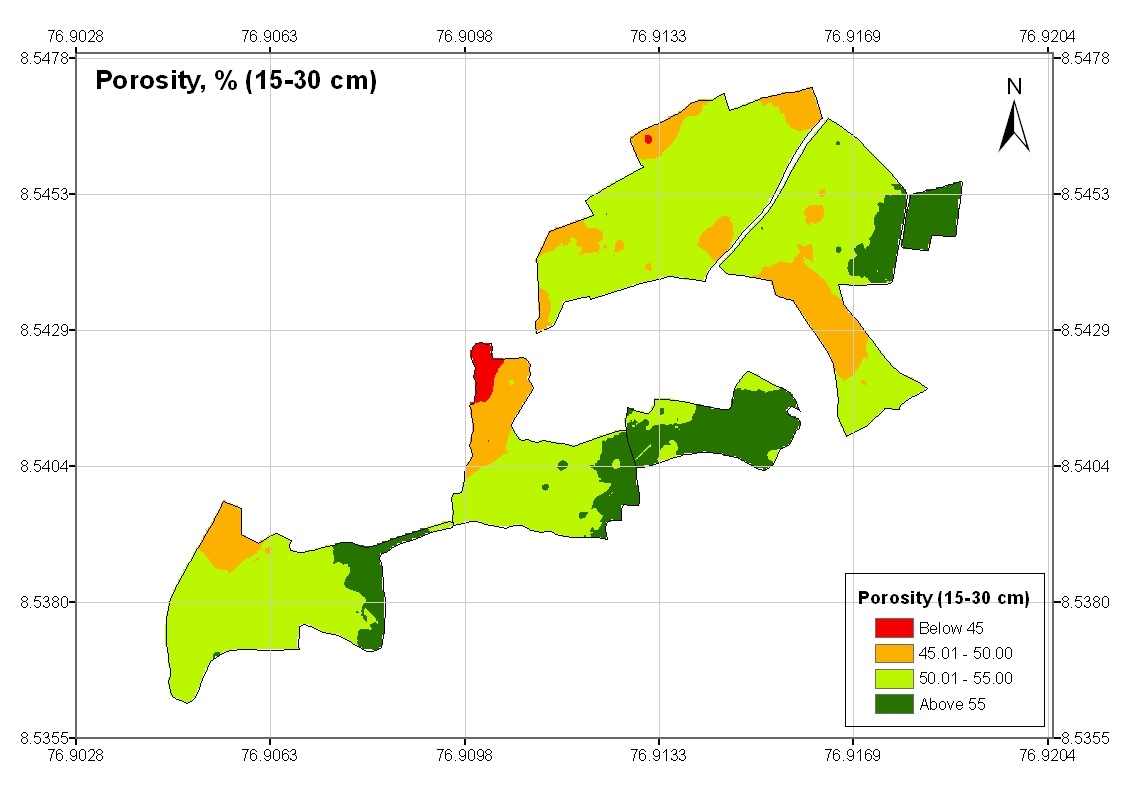 76.9028 76.9063 76.9098 76.9133 76.9169 76.9204
8.5478 8.5478
Porosity, % (15-30 cm)
N
8.5453 8.5453
8.5429 8.5429
8.5404 8.5404
8.5380 8.5380
Porosity (15-30 cm)
Below 45
45.01 - 50.00
50.01 - 55.00
Above 55
8.5355 8.5355
76.9028 76.9063 76.9098 76.9133 76.9169 76.9204